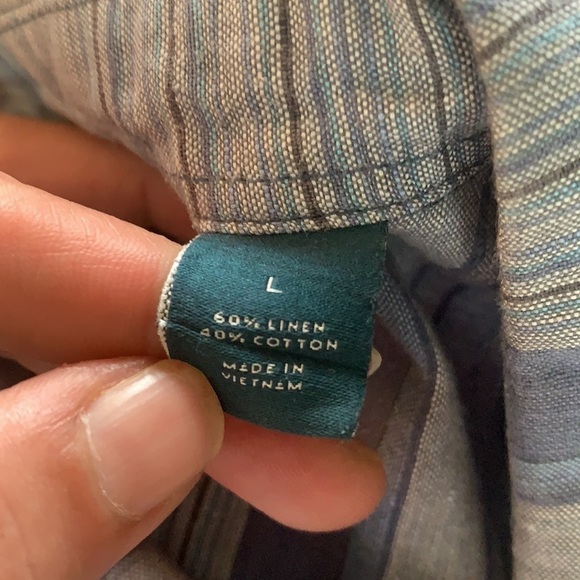 L
60% LINEN
40% COTTON
MADE IN
VIETNAM